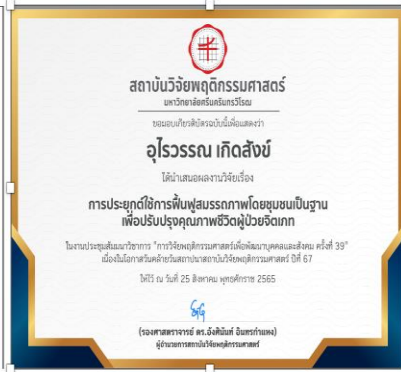 สถาบันวิจัยพฤติกรรมศาสตร์
มหาวิทยาลัยศรีนครินทรวิโรฒ
ขอมอบเกียรติบัตรฉบับนี้เพื่อแสดงว่า
อุไรวรรณ เกิดสังข์
ได้นำเสนอผลงานวิจัยเรื่อง
การประยุกต์ใช้การฟื้นฟูสมรรถภาพโดยชุมชนเป็นฐาน
เพื่อปรับปรุงคุณภาพชีวิตผู้ป่วยจิตเภท
ในงานประชุมสัมมนาวิชาการ "การวิจัยพฤติกรรมศาสตร์เพื่อพัฒนาบุคคลและสังคม ครั้งที่ 39"
เนื่องในโอกาสวันคล้ายวันสถาปนาสถาบันวิจัยพฤติกรรมศาสตร์ ปีที่ 67
ให้ไว้ ณ วันที่ 25 สิงหาคม พุทธศักราช 2565
(รองศาสตราจารย์ ดร.อังศินันท์ อินทรกำแหง)
ผู้อำนวยการสถาบันวิจัยพฤติกรรมศาสตร์